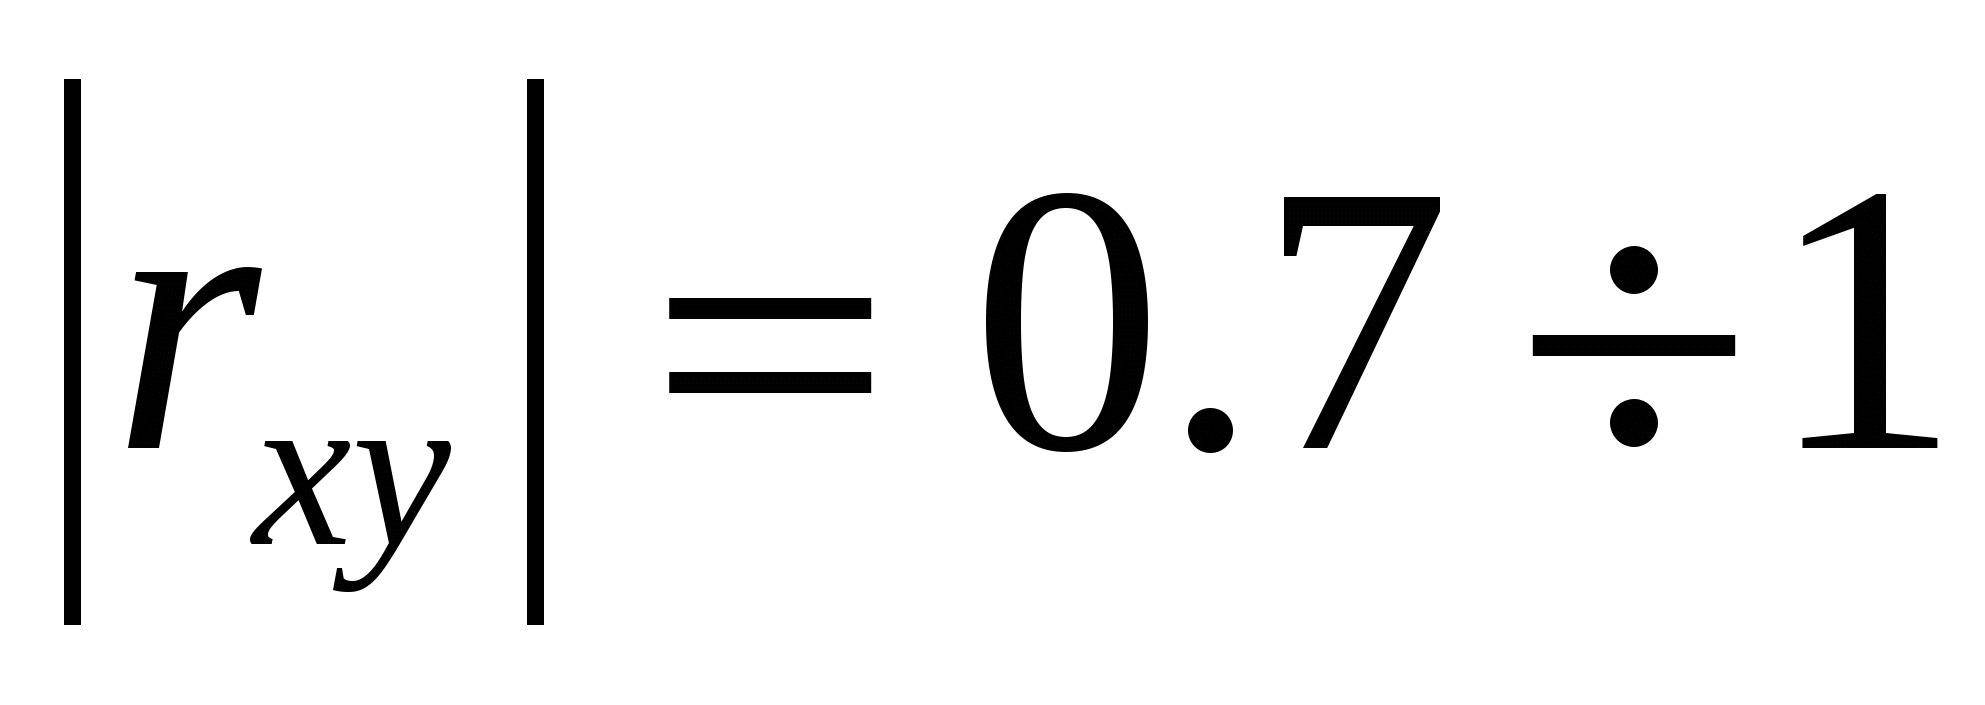 |r_xy| = 0.7 ÷ 1